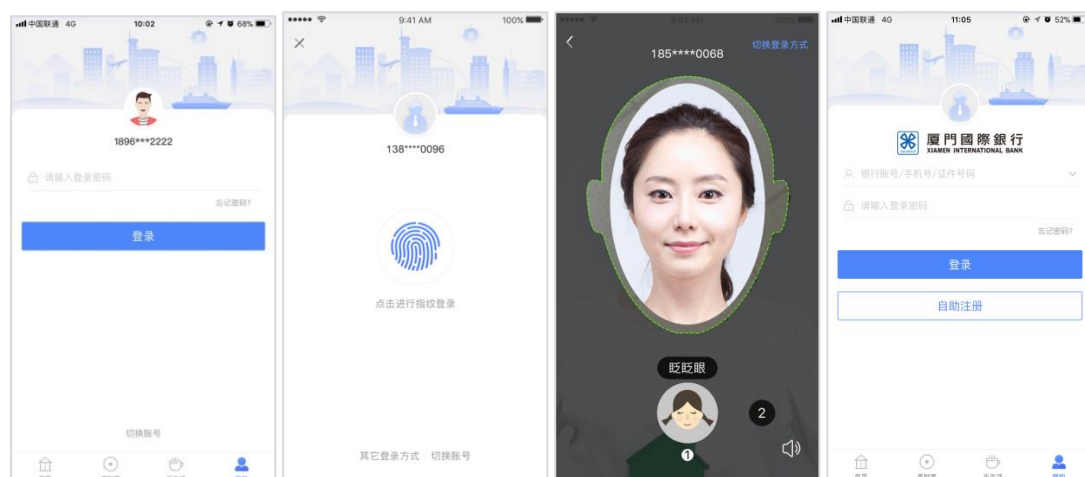 中国联通 4G 10:02 68%
1896***2222
请输入登录密码
忘记密码?
登录
切换账号
9:41 AM 100%
138****0096
点击进行指纹登录
其它登录方式 切换账号
9:41 AM 100%
185****0068
切换登录方式
眨眨眼
2
1
中国联通 4G 11:05 52%
厦門國際銀行
XIAMEN INTERNATIONAL BANK
银行账号/手机号/证件号码
请输入登录密码
忘记密码?
登录
自助注册